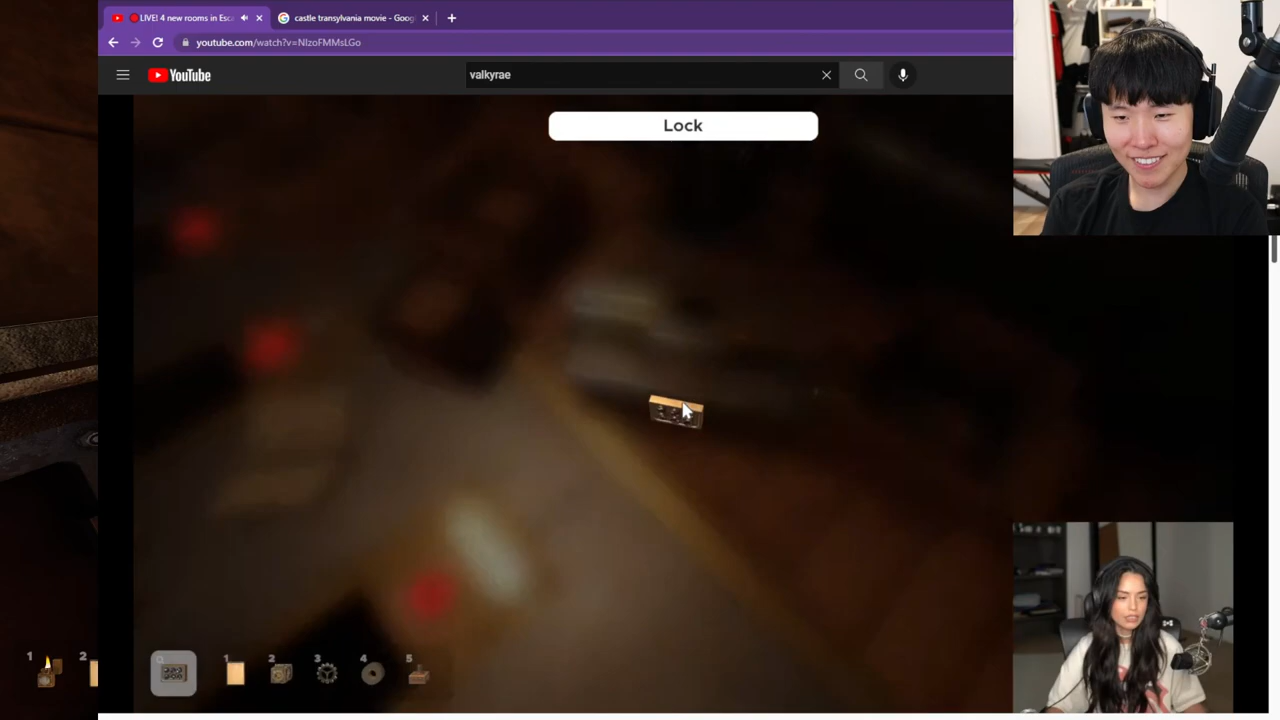 LIVE! 4 new rooms in Esc
castle transylvania movie - Goog
youtube.com/watch?v=NIzoFMMsLGo
YouTube
valkyrae
Lock
1 2
1 2 3 4 5